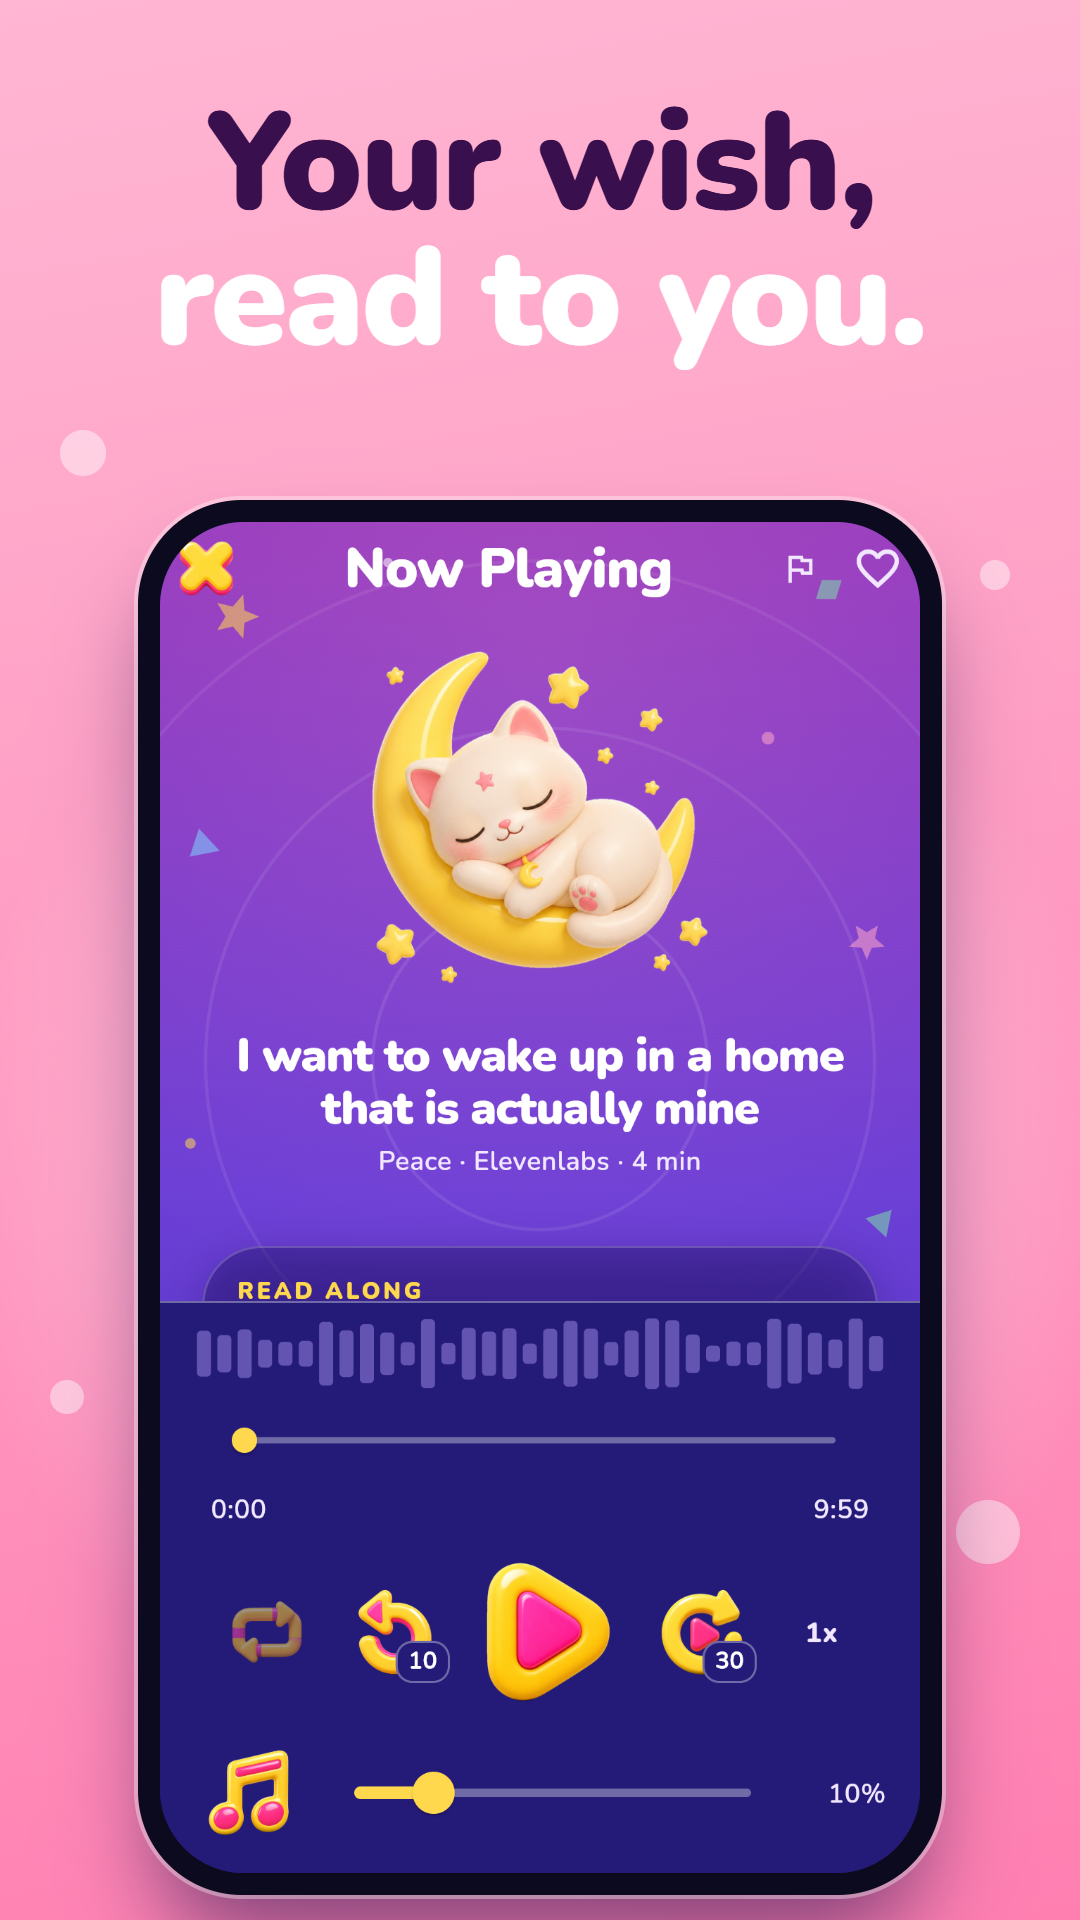 Your wish,
read to you.
Now Playing
I want to wake up in a home
that is actually mine
Peace · Elevenlabs · 4 min
READ ALONG
0:00
9:59
10
30
1x
10%